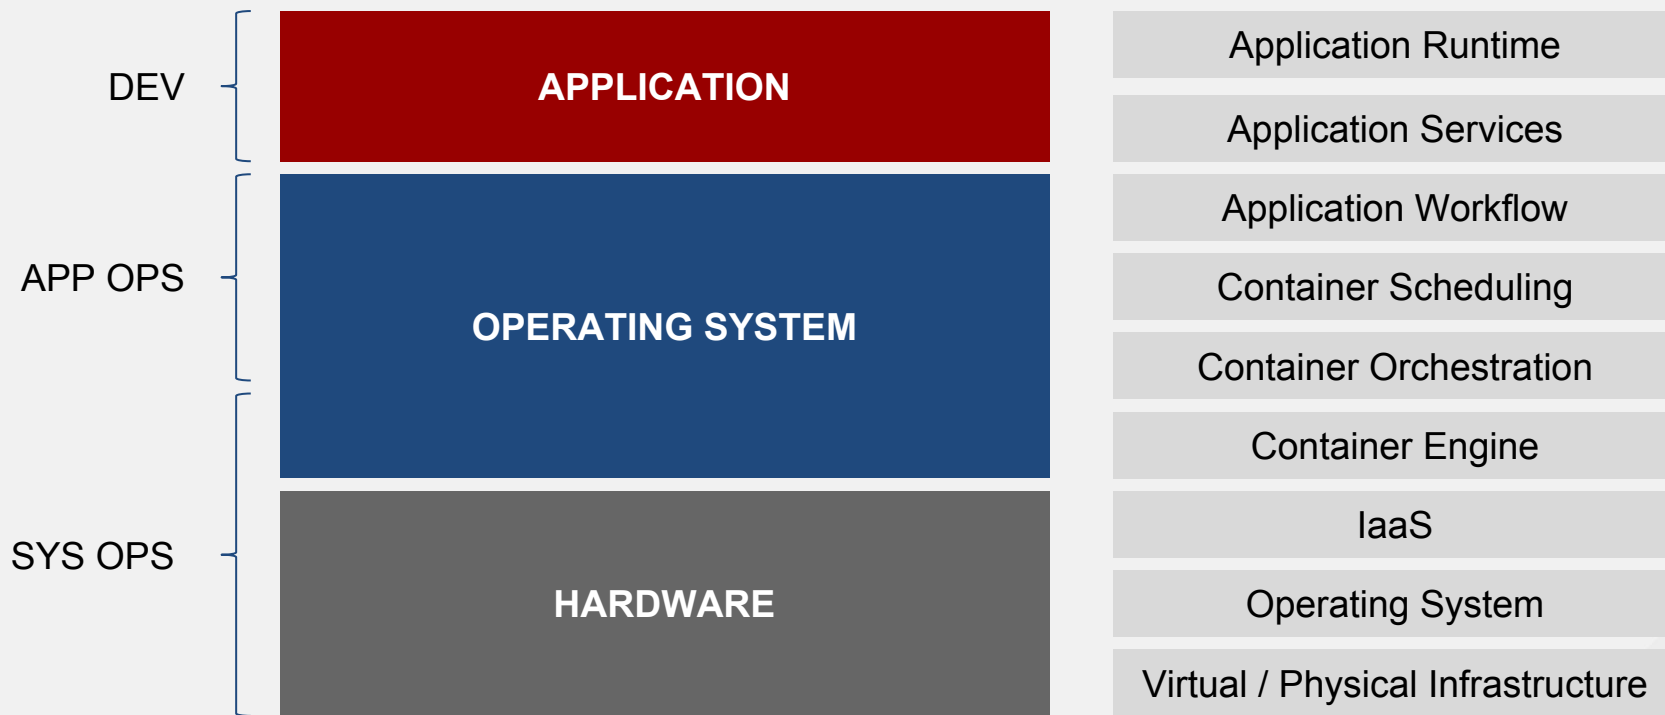 DEV
APP OPS
SYS OPS
APPLICATION
OPERATING SYSTEM
HARDWARE
Application Runtime
Application Services
Application Workflow
Container Scheduling
Container Orchestration
Container Engine
IaaS
Operating System
Virtual / Physical Infrastructure